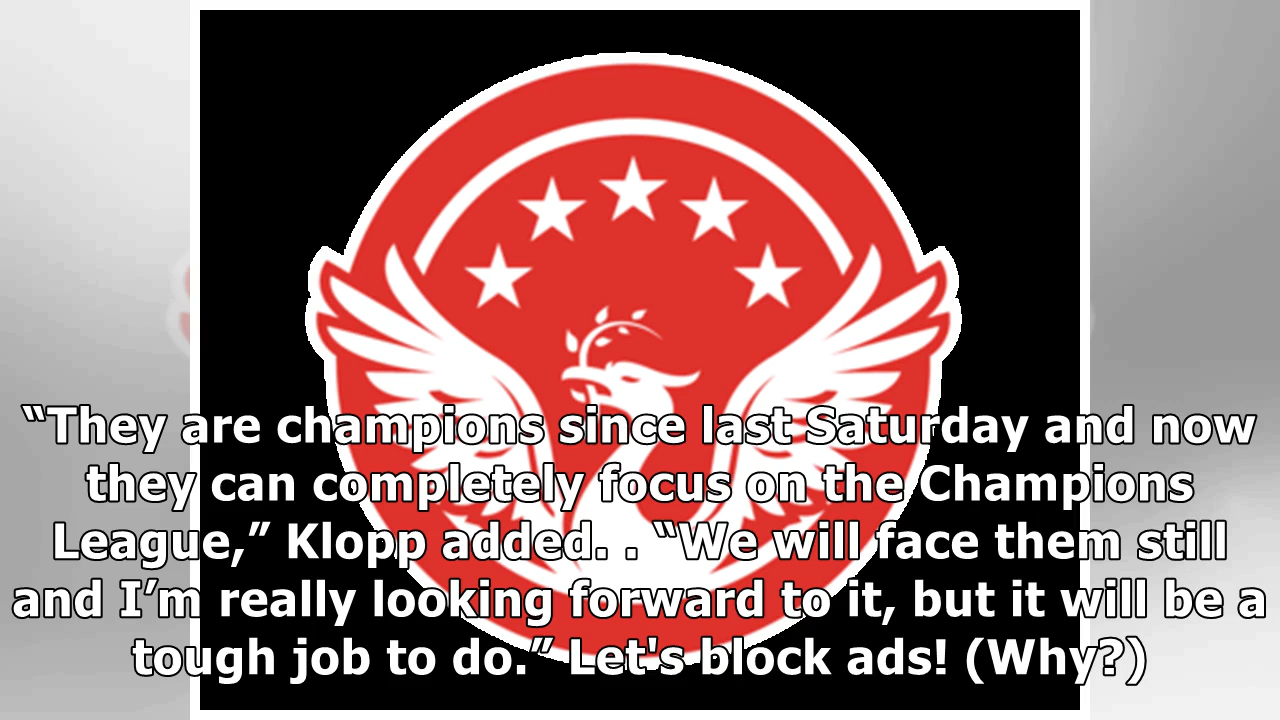 “They are champions since last Saturday and now
they can completely focus on the Champions
League,” Klopp added. . “We will face them still
and I’m really looking forward to it, but it will be a
tough job to do.” Let's block ads! (Why?)